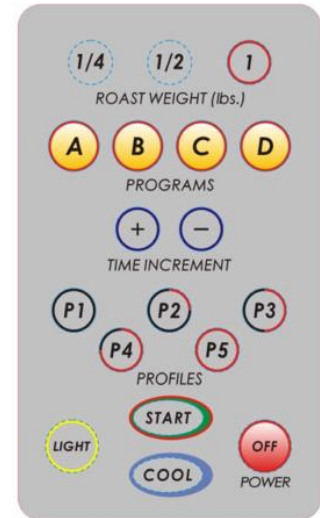 1/4 1/2 1
ROAST WEIGHT (lbs.)
A B C D
PROGRAMS
+ −
TIME INCREMENT
P1 P2 P3
P4 P5
PROFILES
START
LIGHT OFF
COOL
POWER